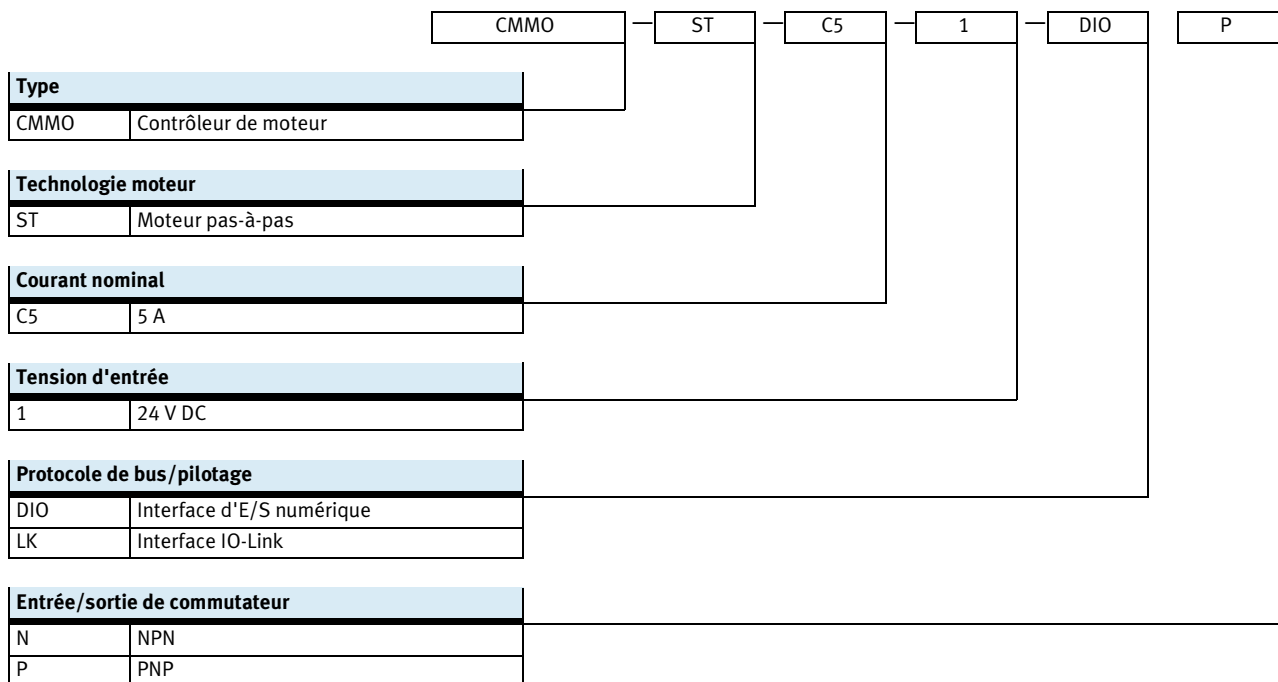 CMMO — ST — C5 — 1 — DIO P
Type
CMMO Contrôleur de moteur
Technologie moteur
ST Moteur pas-à-pas
Courant nominal
C5 5 A
Tension d'entrée
1 24 V DC
Protocole de bus/pilotage
DIO Interface d'E/S numérique
LK Interface IO-Link
Entrée/sortie de commutateur
N NPN
P PNP